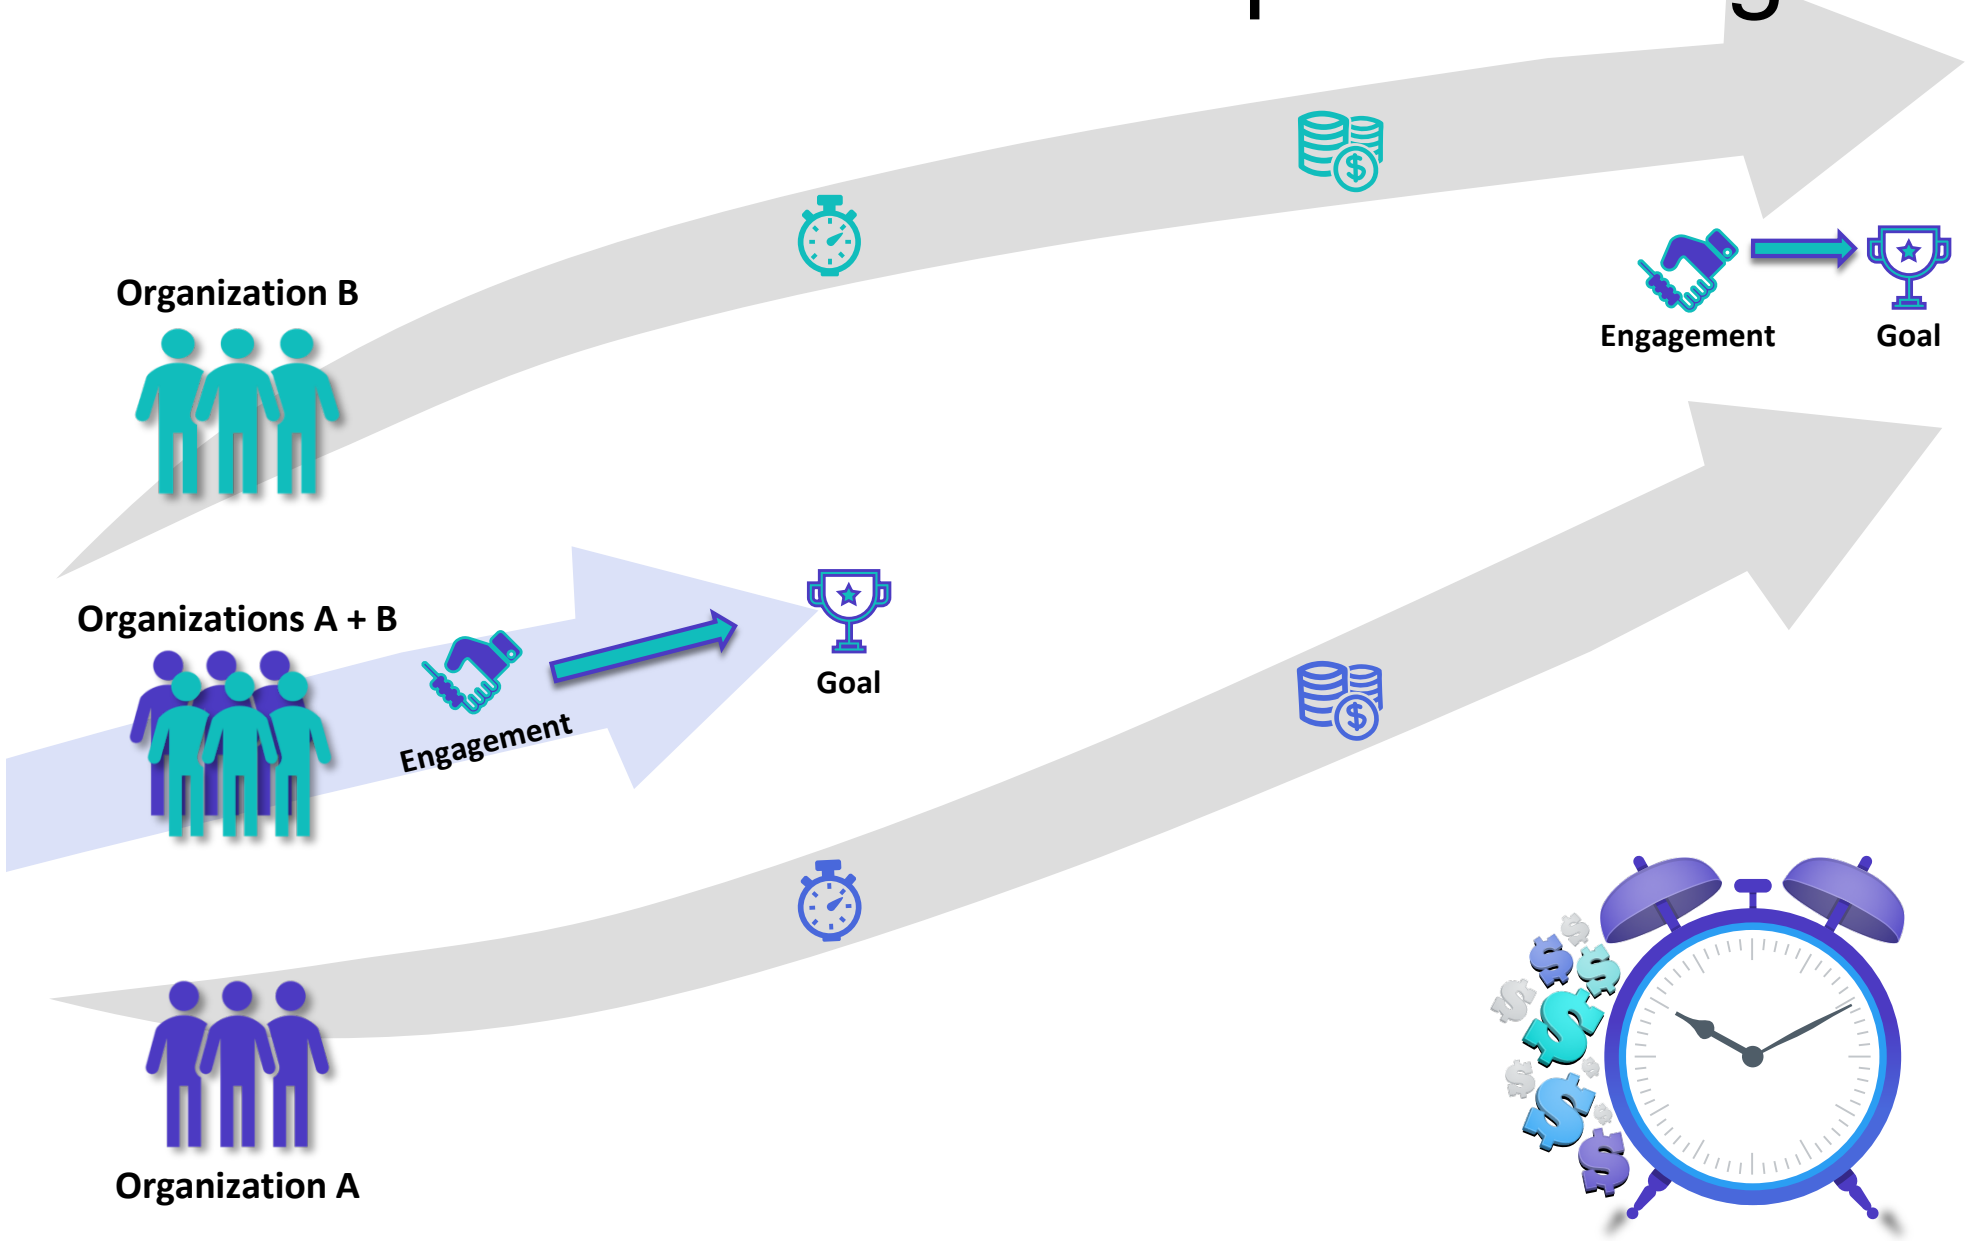 Organization B
Engagement
Goal
Organizations A + B
Engagement
Goal
Organization A